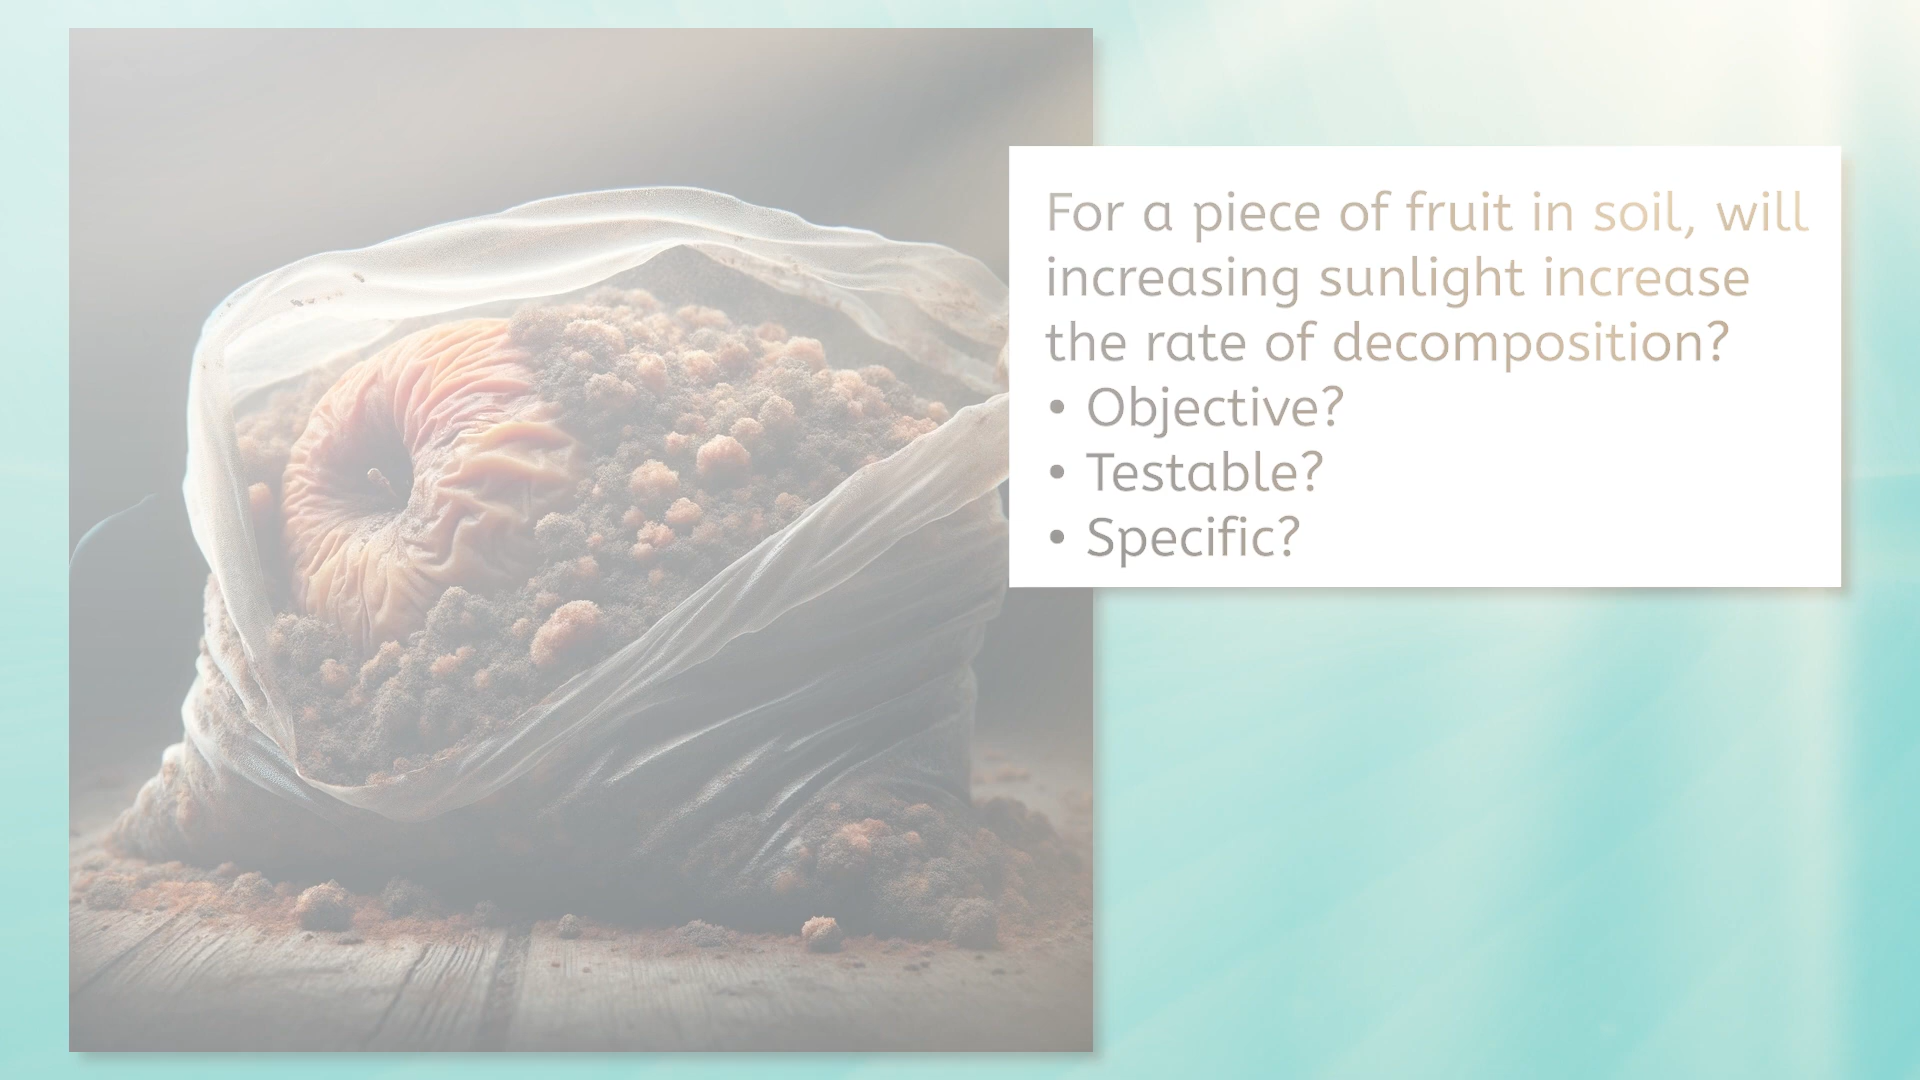 For a piece of fruit in soil, will
increasing sunlight increase
the rate of decomposition?
• Objective?
• Testable?
• Specific?